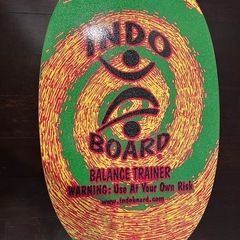 INDO
BOARD
BALANCE TRAINER
WARNING: Use At Your Own Risk
www.indoboard.com